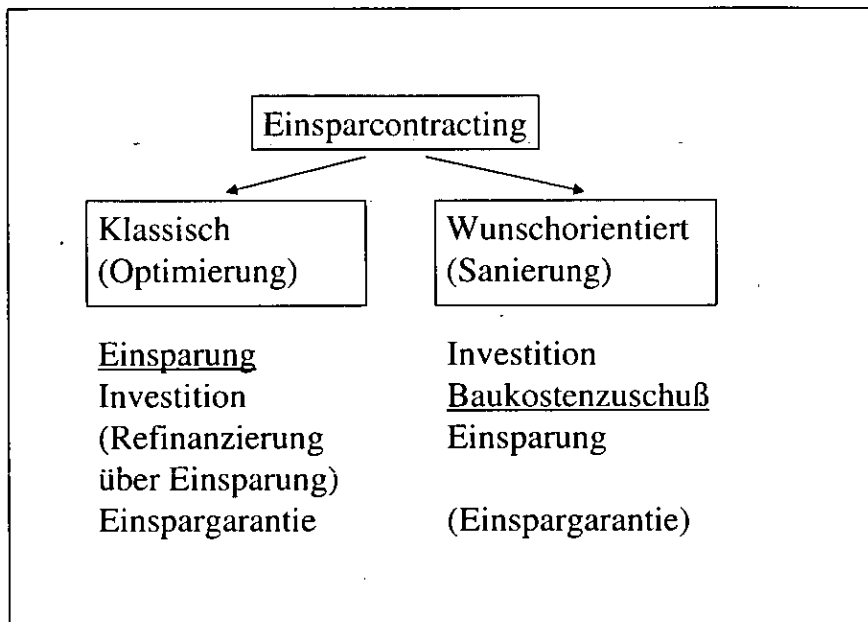 Einsparcontracting
Klassisch
(Optimierung)
Wunschorientiert
(Sanierung)
Einsparung
Investition
(Refinanzierung
über Einsparung)
Einspargarantie
Investition
Baukostenzuschuß
Einsparung
(Einspargarantie)